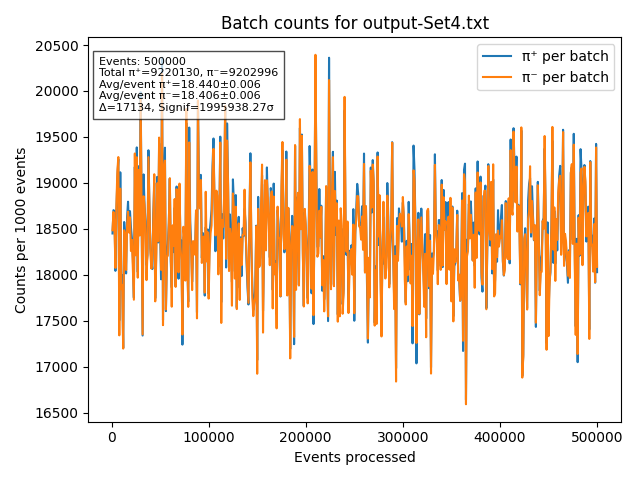 Batch counts for output-Set4.txt
Events: 500000
Total π⁺=9220130, π⁻=9202996
Avg/event π⁺=18.440±0.006
Avg/event π⁻=18.406±0.006
Δ=17134, Signif=1995938.27σ
π⁺ per batch
π⁻ per batch
Counts per 1000 events
20500
20000
19500
19000
18500
18000
17500
17000
16500
0
100000
200000
300000
400000
500000
Events processed